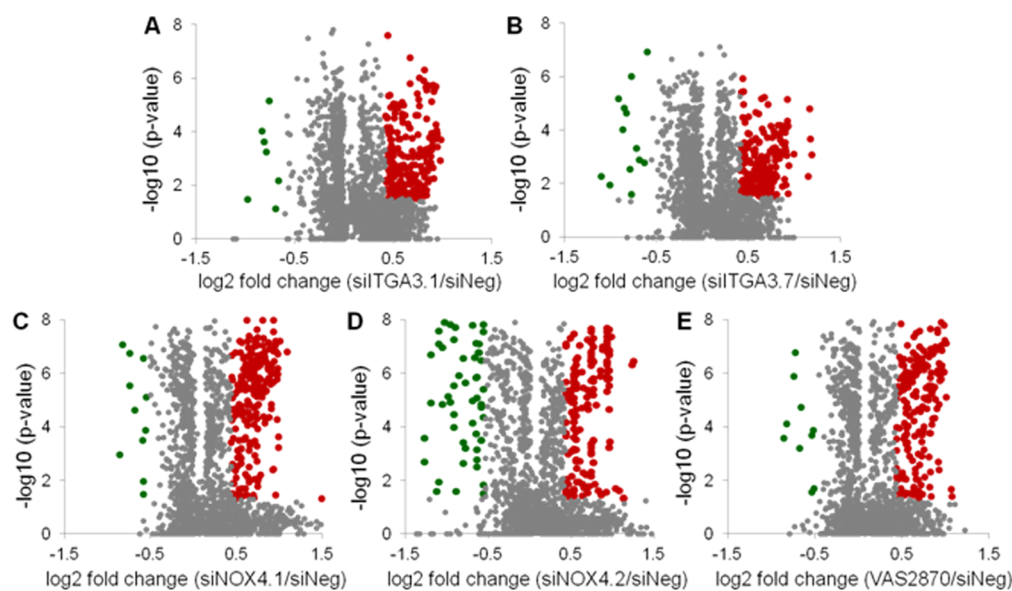 A
B
8
6
4
2
0
-log10 (p-value)
-1.5 -0.5 0.5 1.5
log2 fold change (siITGA3.1/siNeg)
8
6
4
2
0
-log10 (p-value)
-1.5 -0.5 0.5 1.5
log2 fold change (siITGA3.7/siNeg)
C
D
E
8
6
4
2
0
-log10 (p-value)
-1.5 -0.5 0.5 1.5
log2 fold change (siNOX4.1/siNeg)
8
6
4
2
0
-log10 (p-value)
-1.5 -0.5 0.5 1.5
log2 fold change (siNOX4.2/siNeg)
8
6
4
2
0
-log10 (p-value)
-1.5 -0.5 0.5 1.5
log2 fold change (VAS2870/siNeg)